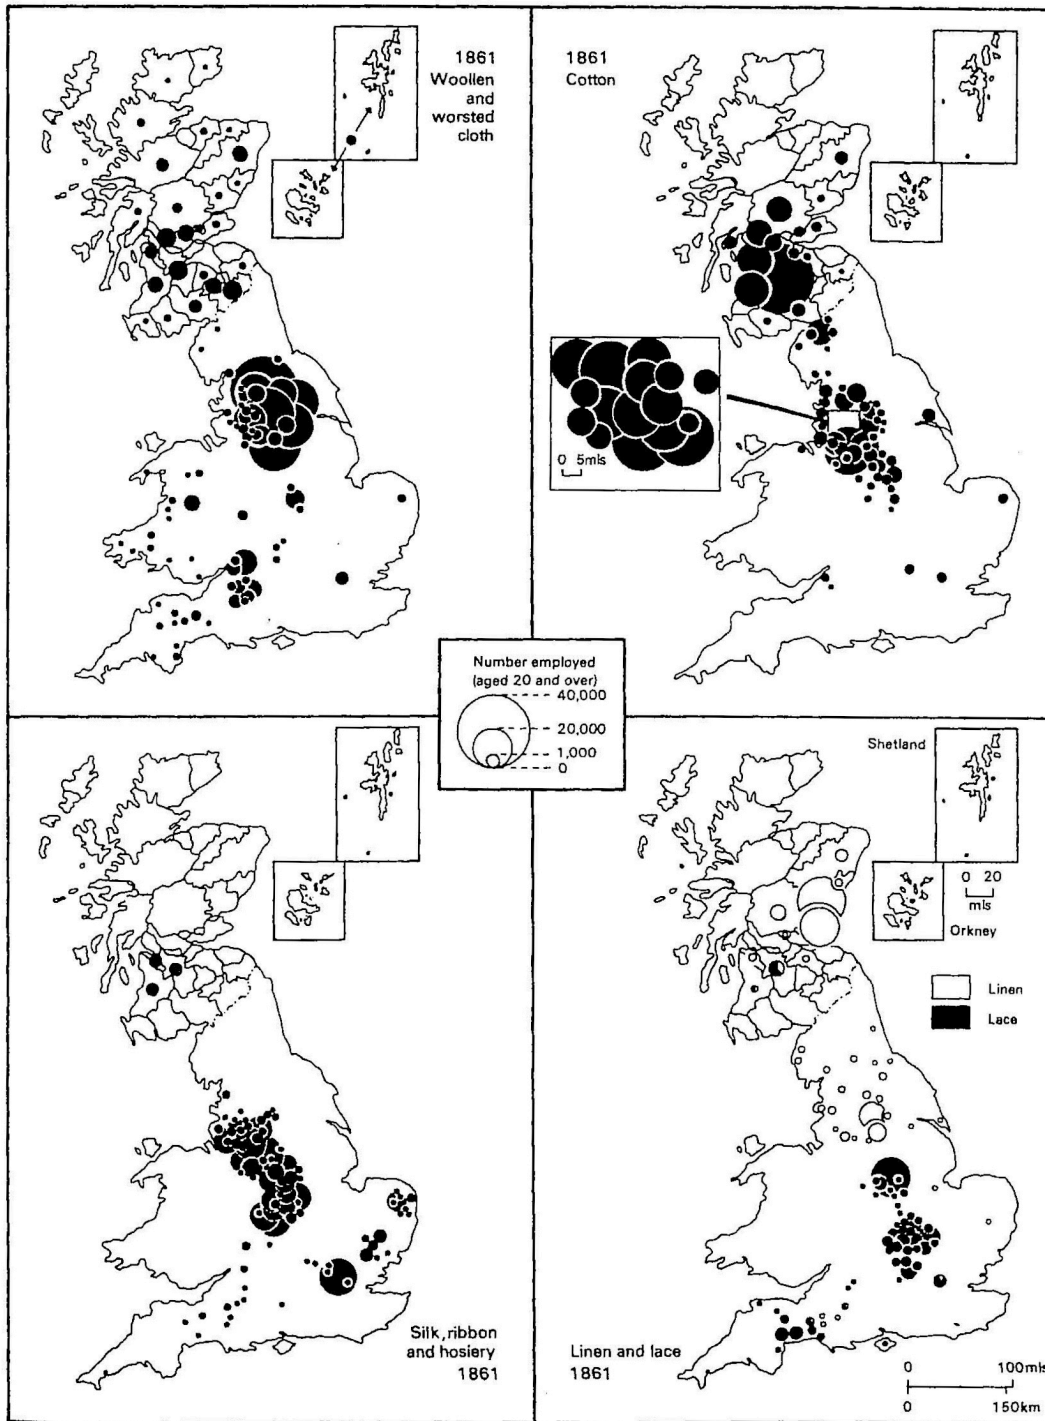 1861
Woollen
and
worsted
cloth
1861
Cotton
0 5mls
Number employed
(aged 20 and over)
40,000
20,000
1,000
0
Silk, ribbon
and hosiery
1861
Shetland
0 20
mls
Orkney
Linen
Lace
Linen and lace
1861
0 100mls
0 150km